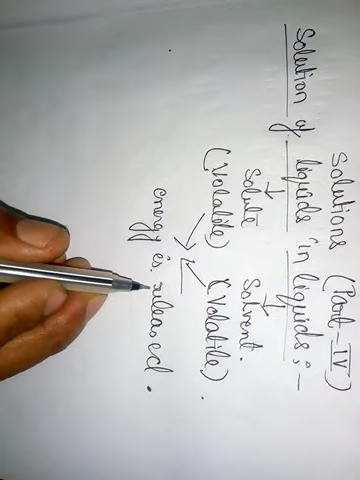 Solutions (Part-IV)
Solution of liquids in liquids :-
Solute Solvent.
(Volatile) (Volatile).
energy is released.